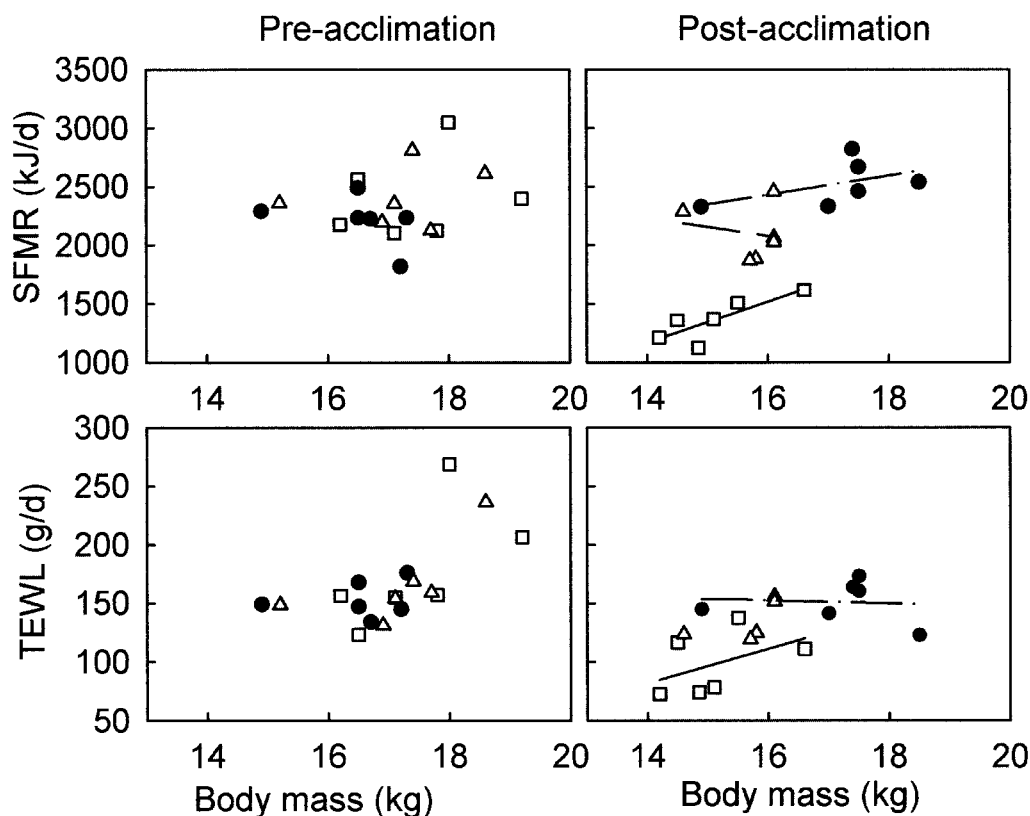 Pre-acclimation Post-acclimation
3500
3000
2500
2000
1500
1000
SFMR (kJ/d)
14 16 18 20 14 16 18 20
300
250
200
150
100
50
TEWL (g/d)
14 16 18 20 14 16 18 20
Body mass (kg) Body mass (kg)